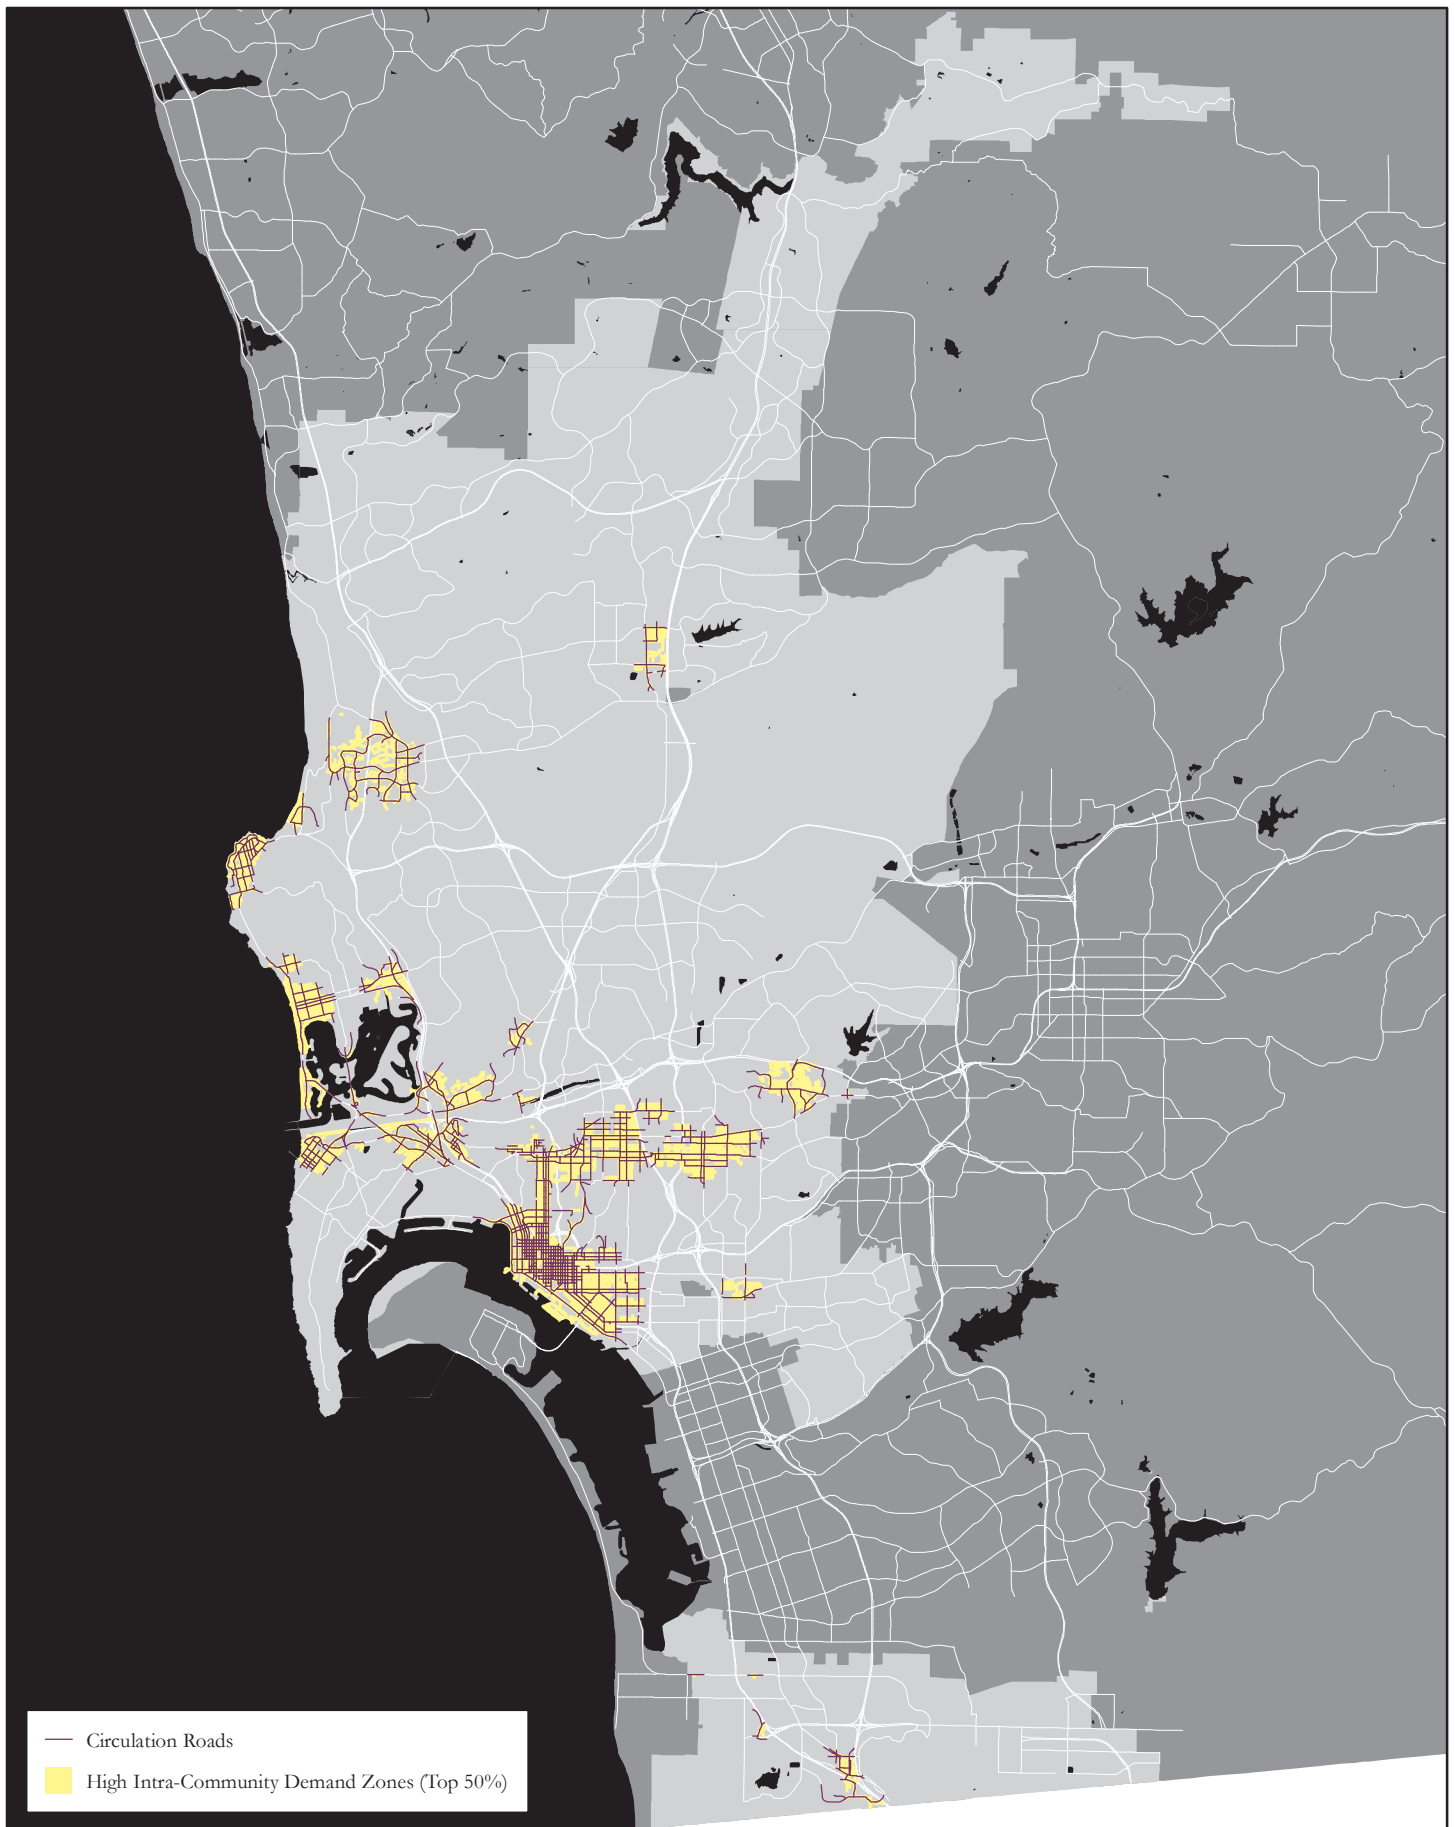 Circulation Roads
High Intra-Community Demand Zones (Top 50%)